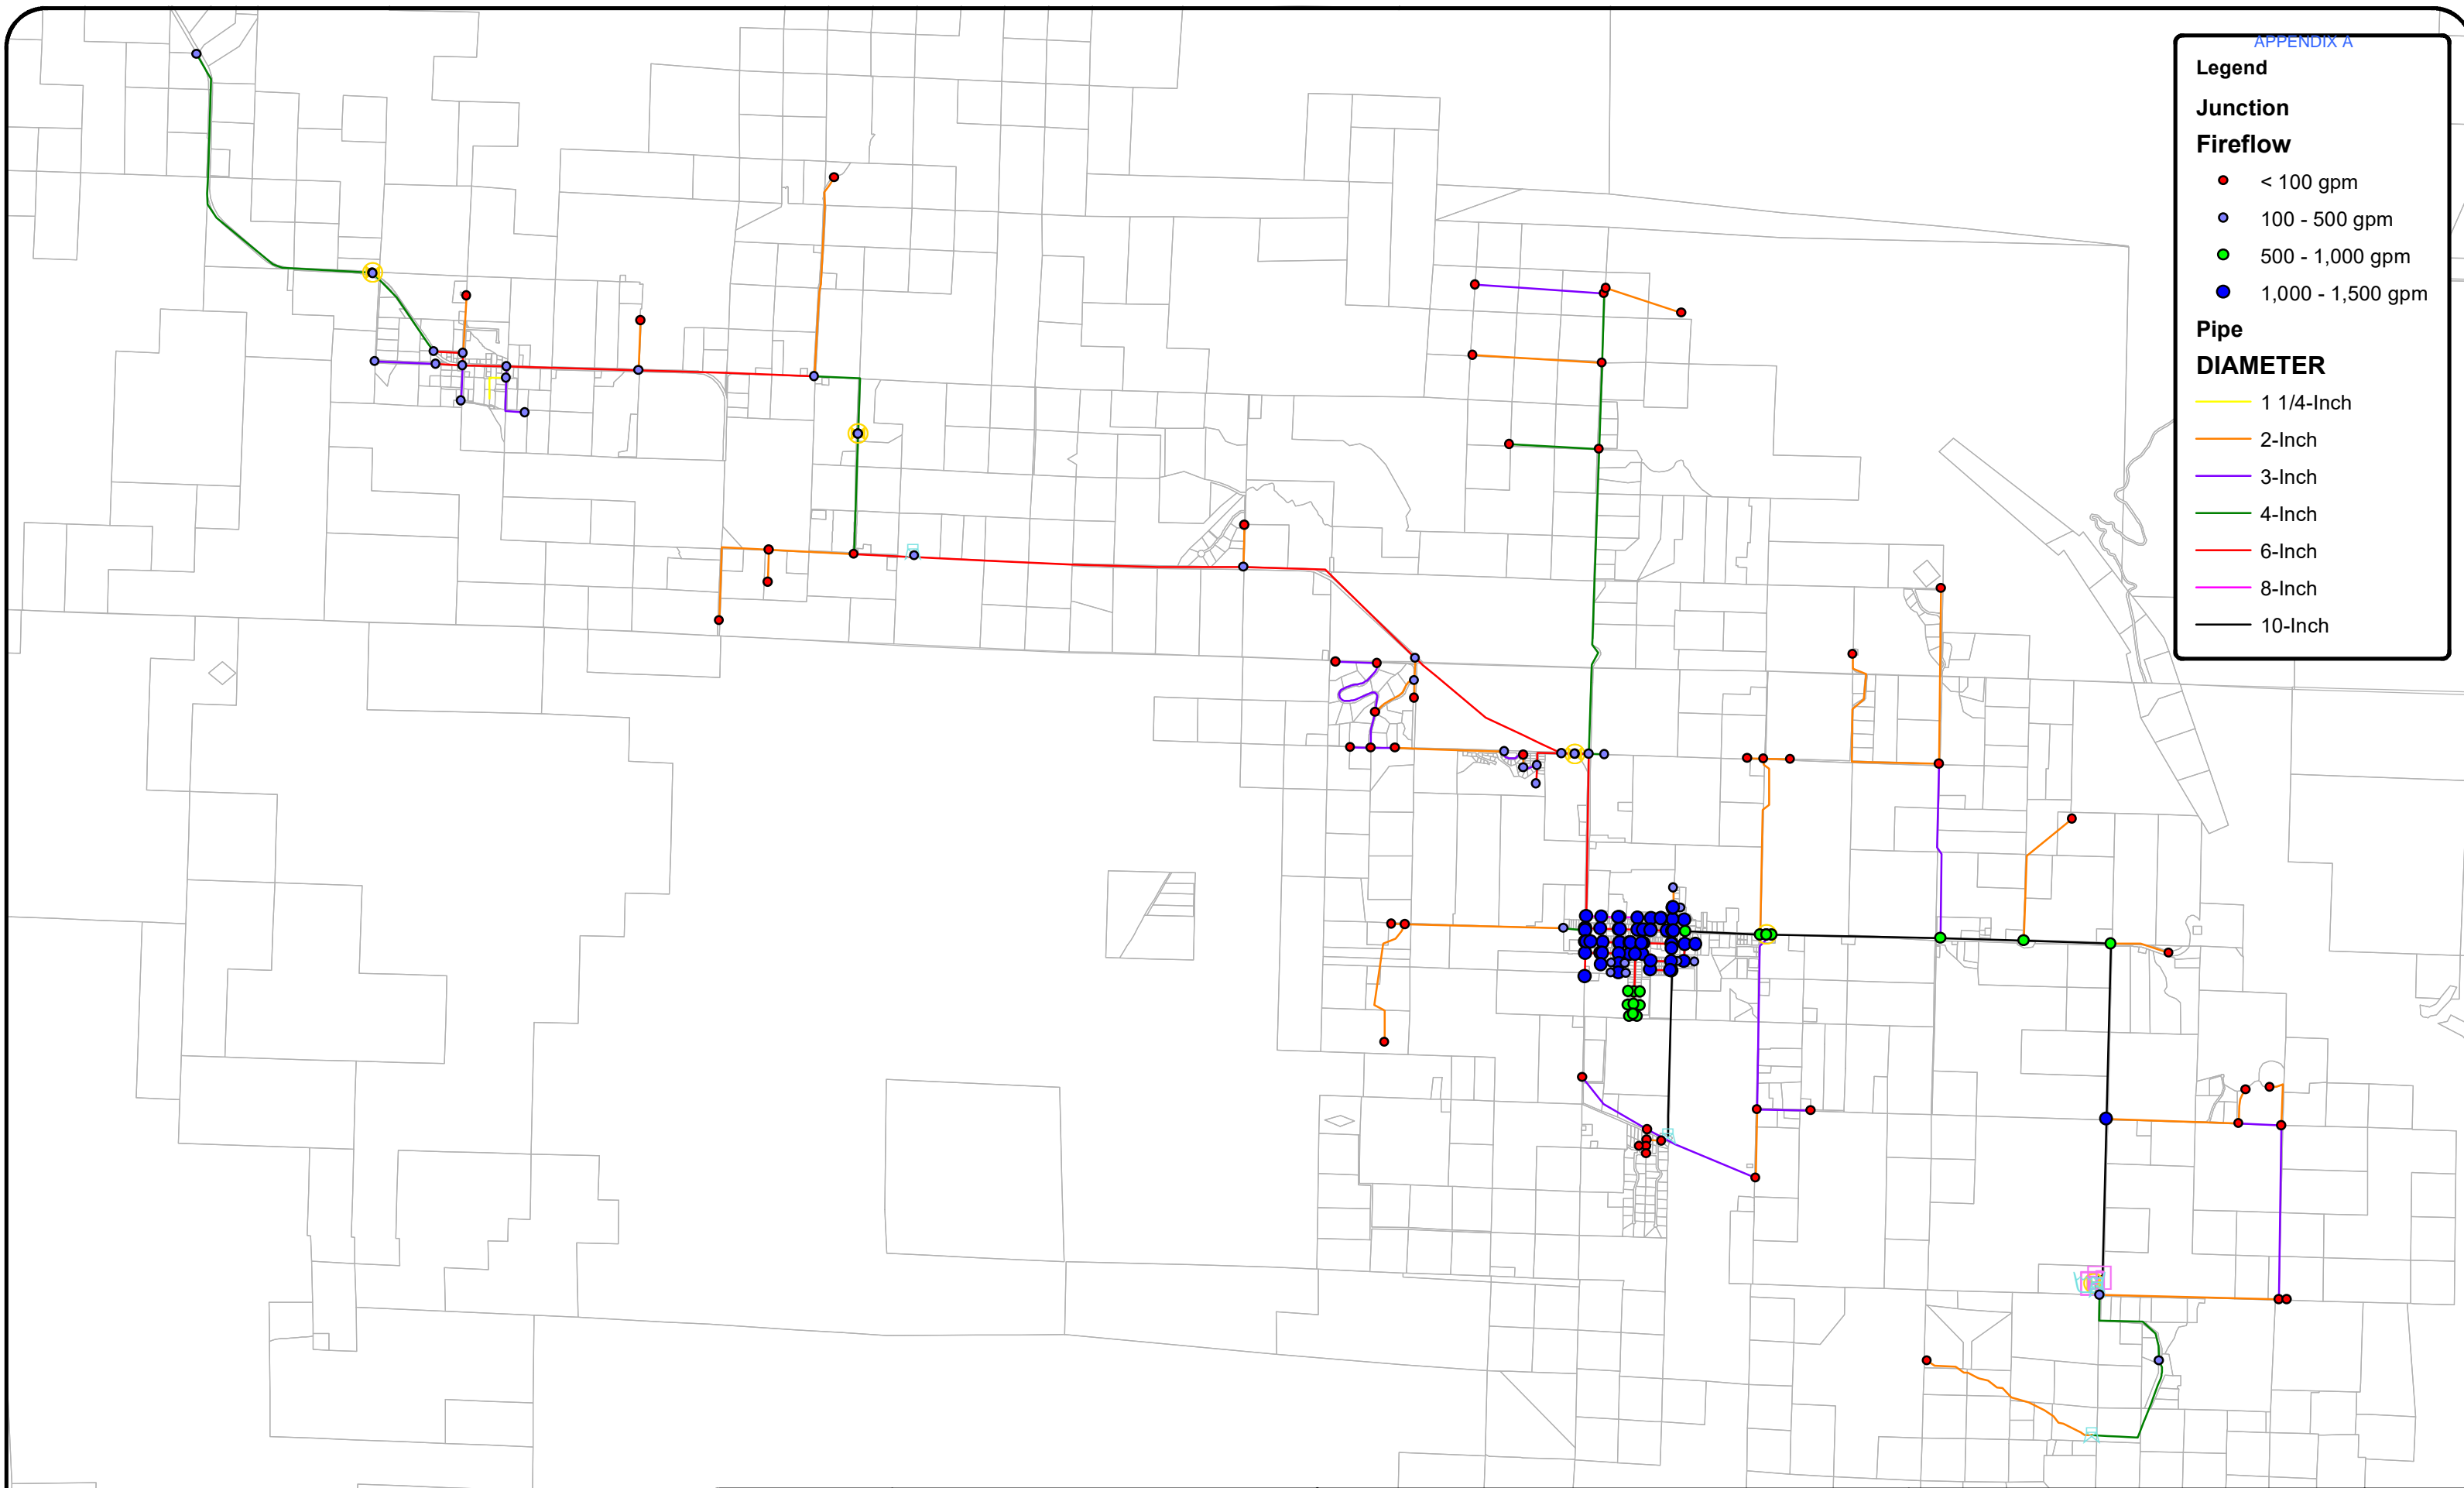 APPENDIX A
Legend
Junction
Fireflow
< 100 gpm
100 - 500 gpm
500 - 1,000 gpm
1,000 - 1,500 gpm
Pipe
DIAMETER
1 1/4-Inch
2-Inch
3-Inch
4-Inch
6-Inch
8-Inch
10-Inch